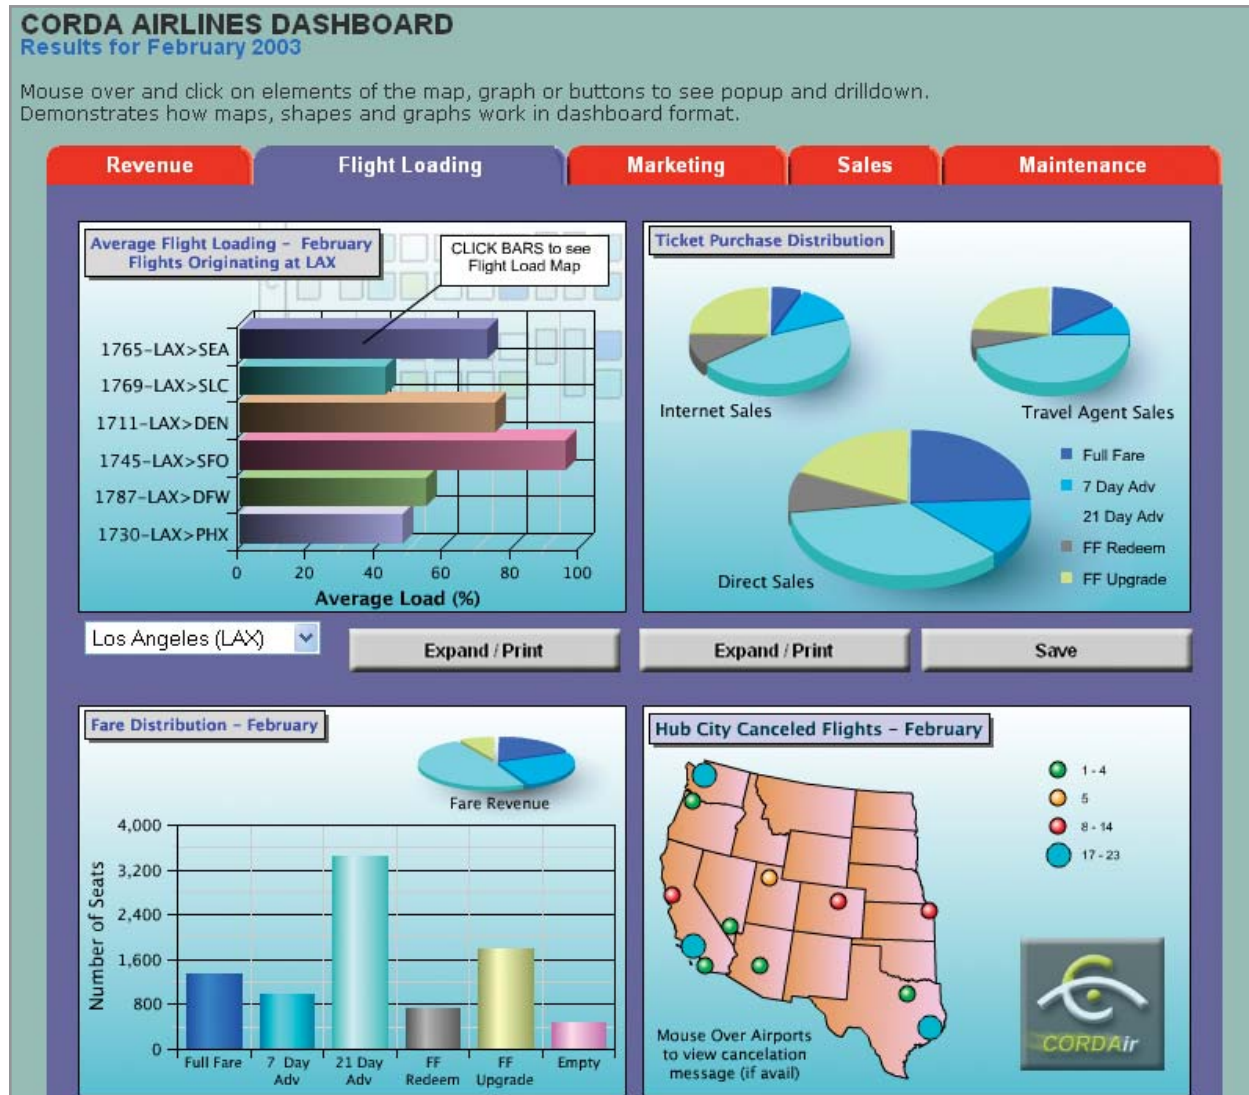 CORDA AIRLINES DASHBOARD
Results for February 2003
Mouse over and click on elements of the map, graph or buttons to see popup and drilldown.
Demonstrates how maps, shapes and graphs work in dashboard format.
Revenue
Flight Loading
Marketing
Sales
Maintenance
Average Flight Loading - February
Flights Originating at LAX
CLICK BARS to see
Flight Load Map
1765-LAX>SEA
1769-LAX>SLC
1711-LAX>DEN
1745-LAX>SFO
1787-LAX>DFW
1730-LAX>PHX
0 20 40 60 80 100
Average Load (%)
Ticket Purchase Distribution
Internet Sales
Travel Agent Sales
Direct Sales
Full Fare
7 Day Adv
21 Day Adv
FF Redeem
FF Upgrade
Los Angeles (LAX)
Expand / Print
Expand / Print
Save
Fare Distribution - February
Fare Revenue
Number of Seats
4,000
3,200
2,400
1,600
800
0
Full Fare
7 Day
Adv
21 Day
Adv
FF
Redeem
FF
Upgrade
Empty
Hub City Canceled Flights - February
1 - 4
5
8 - 14
17 - 23
Mouse Over Airports
to view cancelation
message (if avail)
CORDAir